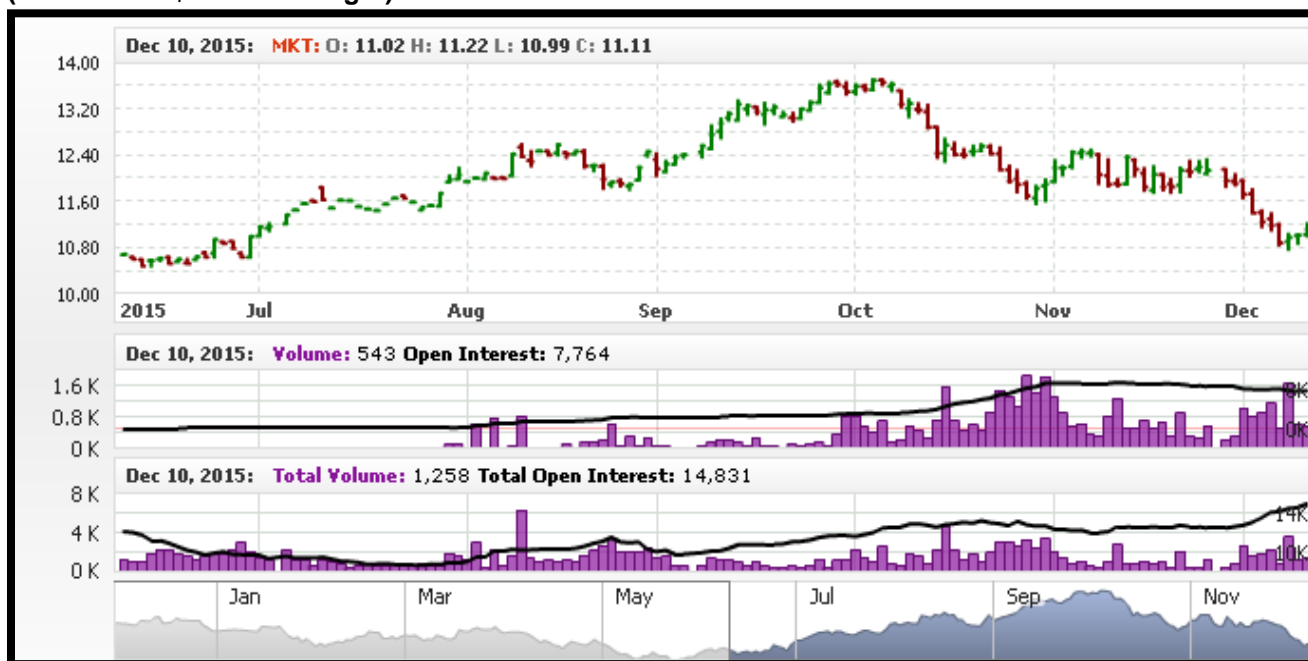 Dec 10, 2015: MKT: O: 11.02 H: 11.22 L: 10.99 C: 11.11
14.00
13.20
12.40
11.60
10.80
10.00
2015 Jul Aug Sep Oct Nov Dec
Dec 10, 2015: Volume: 543 Open Interest: 7,764
1.6 K
0.8 K
0 K
8K
0K
Dec 10, 2015: Total Volume: 1,258 Total Open Interest: 14,831
8 K
4 K
0 K
14K
10K
Jan Mar May Jul Sep Nov